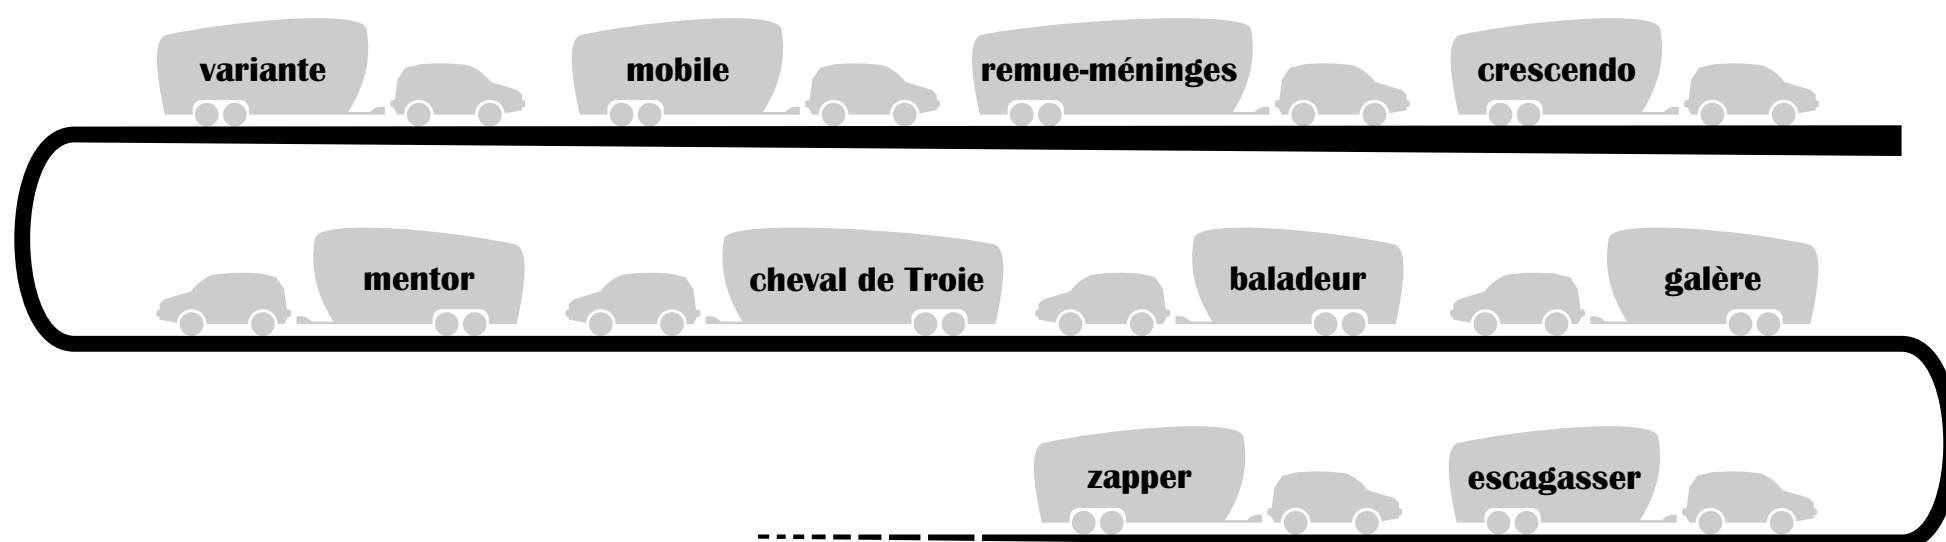 variante mobile remue-méninges crescendo
mentor cheval de Troie baladeur galère
zapper escagasser